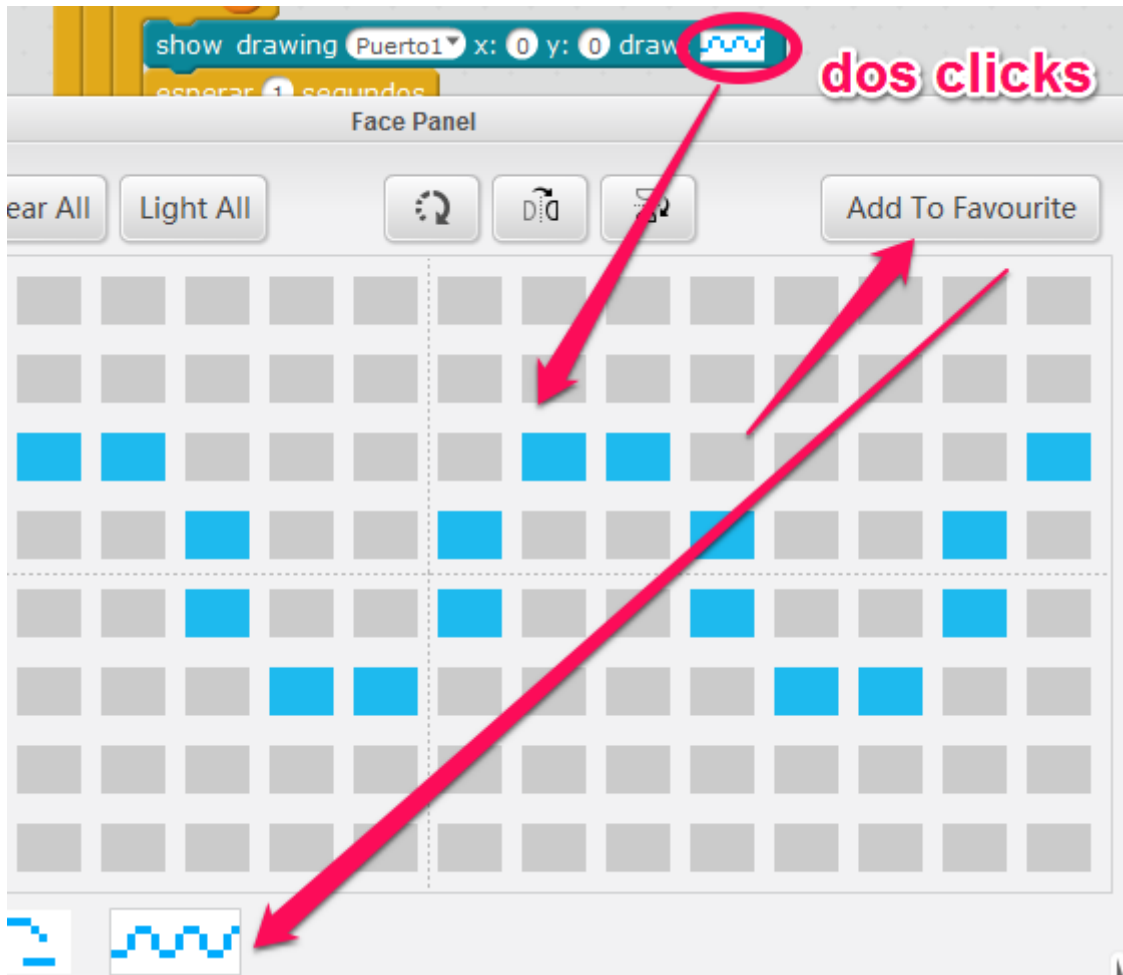 show drawing Puerto1 x: 0 y: 0 draw:
dos clicks
esperar 1 segundos
Face Panel
ear All Light All Add To Favourite